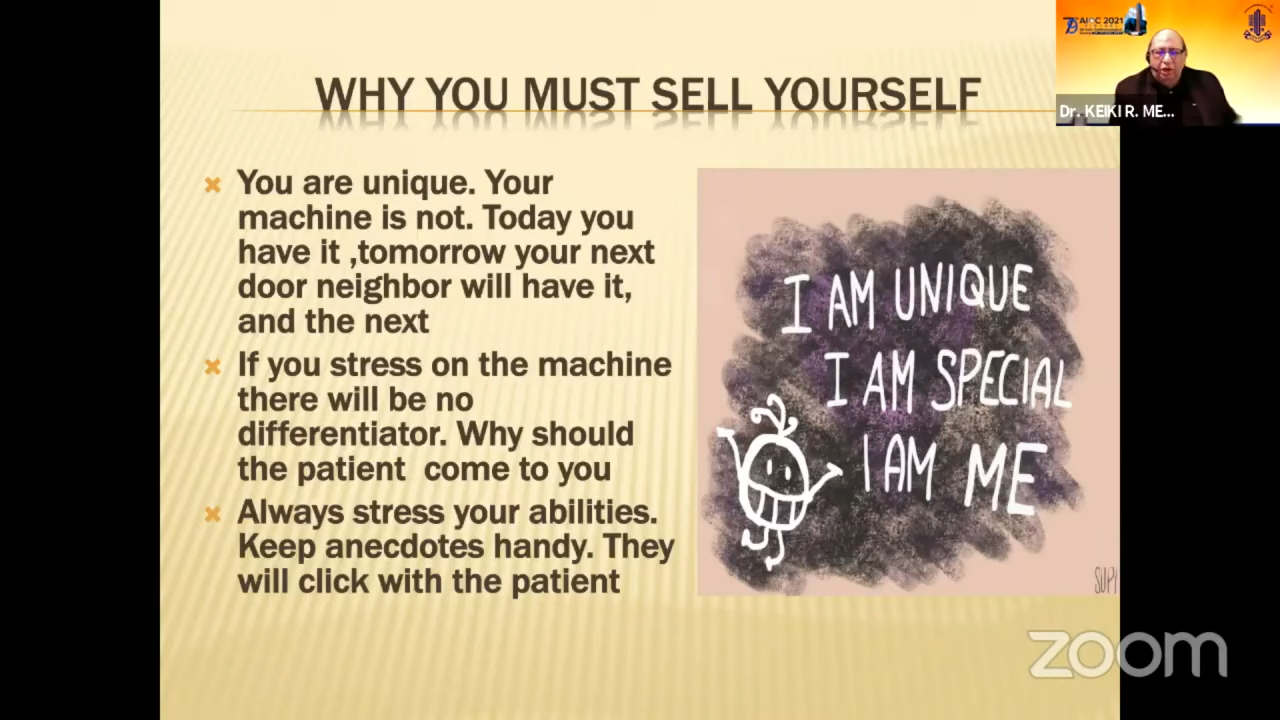 WHY YOU MUST SELL YOURSELF
You are unique. Your
machine is not. Today you
have it ,tomorrow your next
door neighbor will have it,
and the next
If you stress on the machine
there will be no
differentiator. Why should
the patient come to you
Always stress your abilities.
Keep anecdotes handy. They
will click with the patient
I AM UNIQUE
I AM SPECIAL
I AM ME
AIOC 2021
Dr. KEIKI R. ME...
zoom